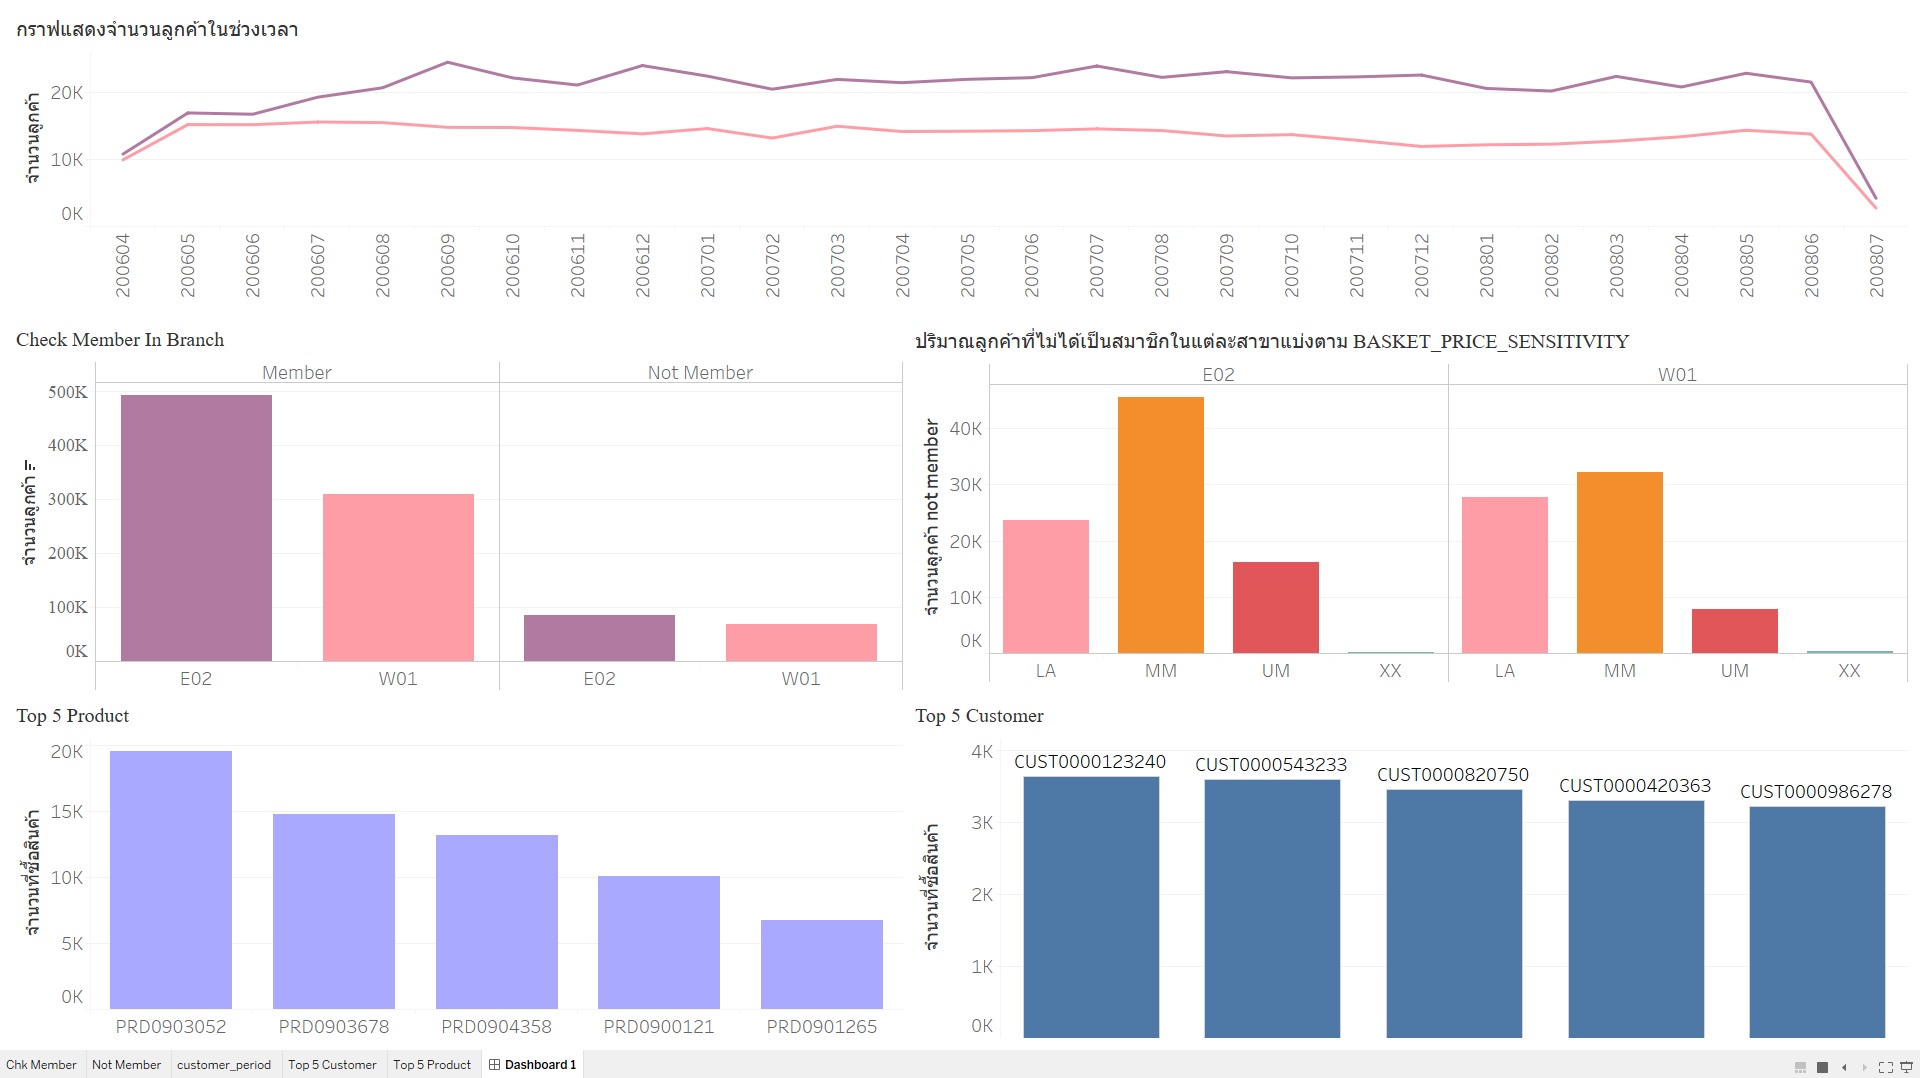 กราฟแสดงจำนวนลูกค้าในช่วงเวลา
จำนวนลูกค้า
20K
10K
0K
200604 200605 200606 200607 200608 200609 200610 200611 200612 200701 200702 200703 200704 200705 200706 200707 200708 200709 200710 200711 200712 200801 200802 200803 200804 200805 200806 200807
Check Member In Branch
Member Not Member
จำนวนลูกค้า
500K
400K
300K
200K
100K
0K
E02 W01 E02 W01
ปริมาณลูกค้าที่ไม่ได้เป็นสมาชิกในแต่ละสาขาแบ่งตาม BASKET_PRICE_SENSITIVITY
E02 W01
จำนวนลูกค้า not member
40K
30K
20K
10K
0K
LA MM UM XX LA MM UM XX
Top 5 Product
จำนวนที่ซื้อสินค้า
20K
15K
10K
5K
0K
PRD0903052 PRD0903678 PRD0904358 PRD0900121 PRD0901265
Top 5 Customer
จำนวนที่ซื้อสินค้า
4K
3K
2K
1K
0K
CUST0000123240 CUST0000543233 CUST0000820750 CUST0000420363 CUST0000986278
Chk Member Not Member customer_period Top 5 Customer Top 5 Product Dashboard 1